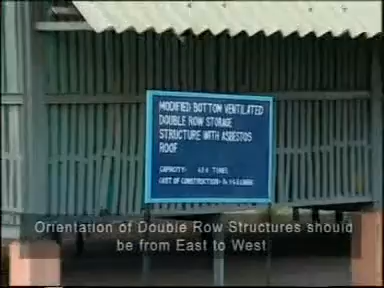 MODIFIED BOTTOM VENTILATED
DOUBLE ROW STORAGE
STRUCTURE WITH ASBESTOS
ROOF
CAPACITY:
TONES
COST OF CONSTRUCTION:
Orientation of Double Row Structures should
be from East to West